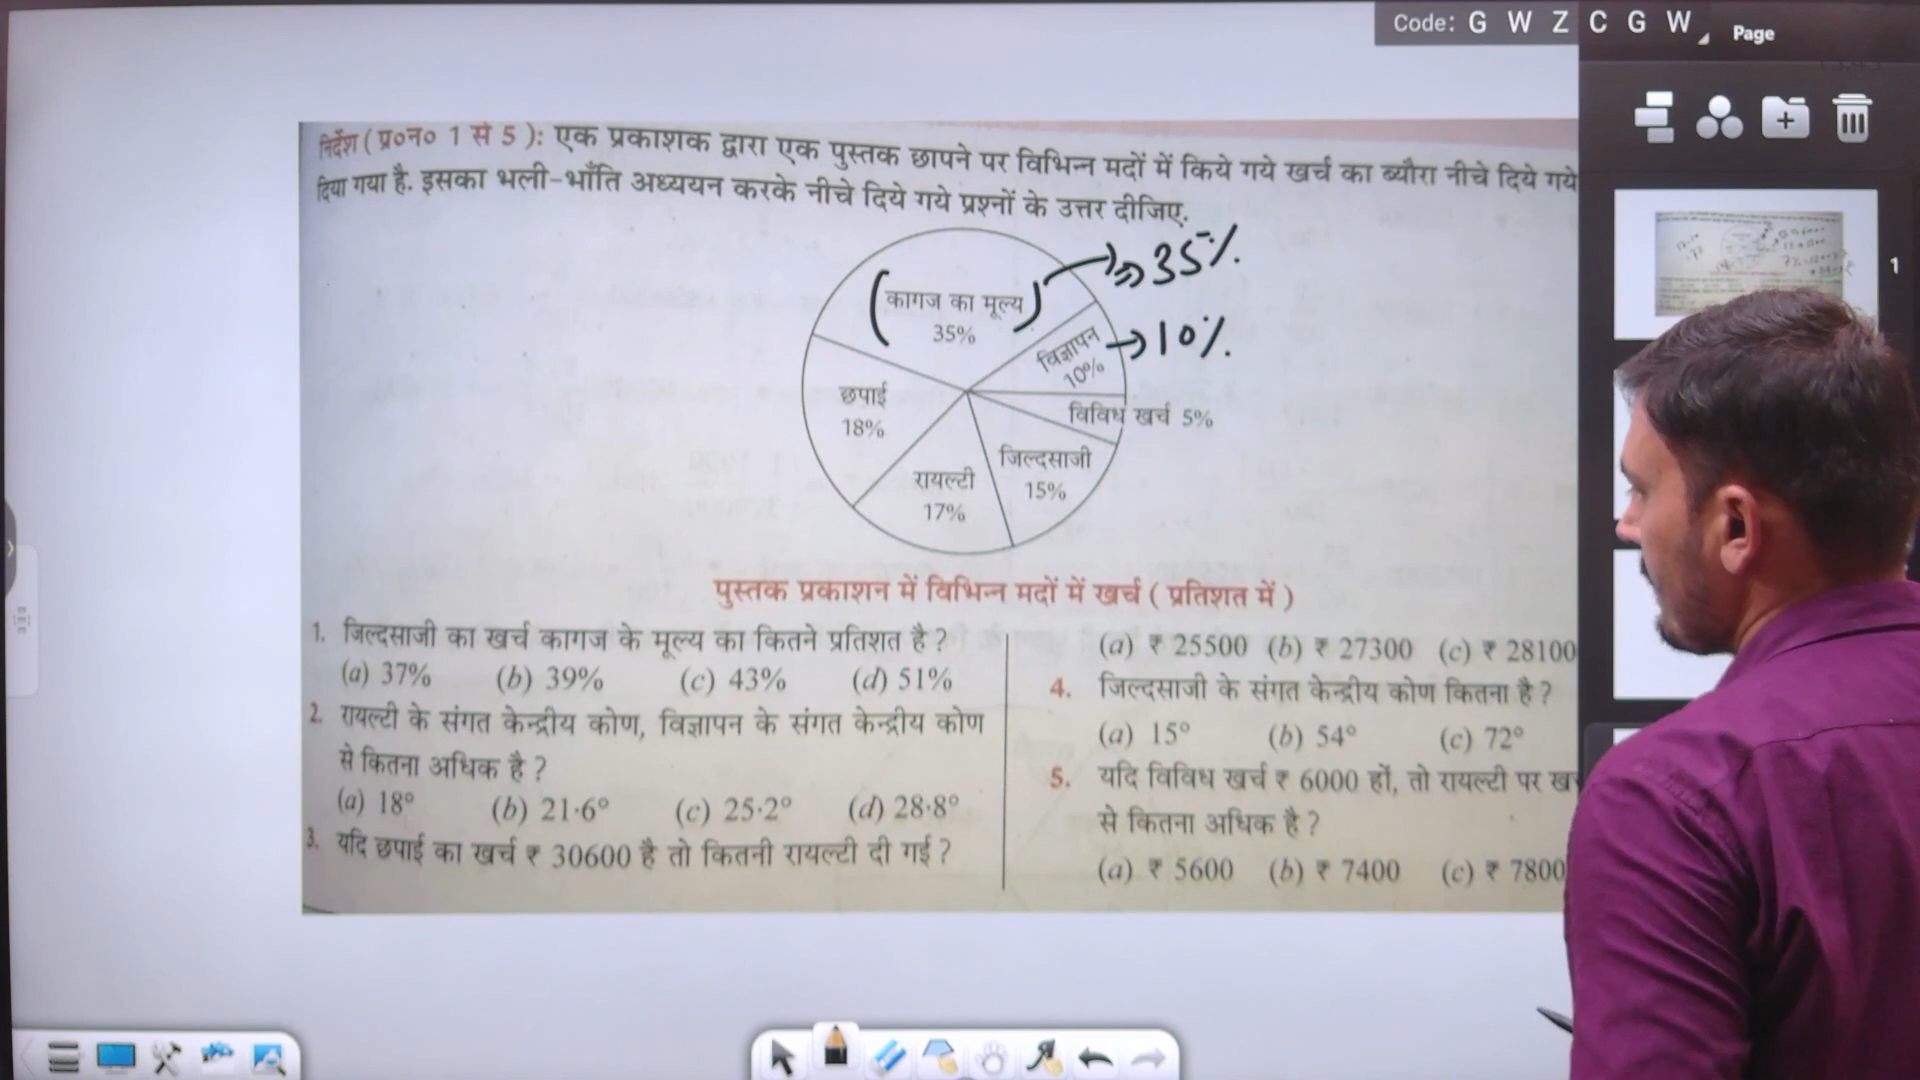 Code: G W Z C G W
Page
1
निर्देश ( प्र०न० 1 से 5 ): एक प्रकाशक द्वारा एक पुस्तक छापने पर विभिन्न मदों में किये गये खर्च का ब्यौरा नीचे दिये गये
दिया गया है. इसका भली-भाँति अध्ययन करके नीचे दिये गये प्रश्नों के उत्तर दीजिए.
कागज का मूल्य
35%
35%
विज्ञापन
10%
10%
छपाई
18%
विविध खर्च 5%
जिल्दसाजी
15%
रायल्टी
17%
पुस्तक प्रकाशन में विभिन्न मदों में खर्च ( प्रतिशत में )
1. जिल्दसाजी का खर्च कागज के मूल्य का कितने प्रतिशत है ?
(a) 37% (b) 39% (c) 43% (d) 51%
2. रायल्टी के संगत केन्द्रीय कोण, विज्ञापन के संगत केन्द्रीय कोण
से कितना अधिक है ?
(a) 18° (b) 21·6° (c) 25·2° (d) 28·8°
3. यदि छपाई का खर्च ₹ 30600 है तो कितनी रायल्टी दी गई ?
(a) ₹ 25500 (b) ₹ 27300 (c) ₹ 28100
4. जिल्दसाजी के संगत केन्द्रीय कोण कितना है ?
(a) 15° (b) 54° (c) 72°
5. यदि विविध खर्च ₹ 6000 हों, तो रायल्टी पर
से कितना अधिक है ?
(a) ₹ 5600 (b) ₹ 7400 (c) ₹ 7800